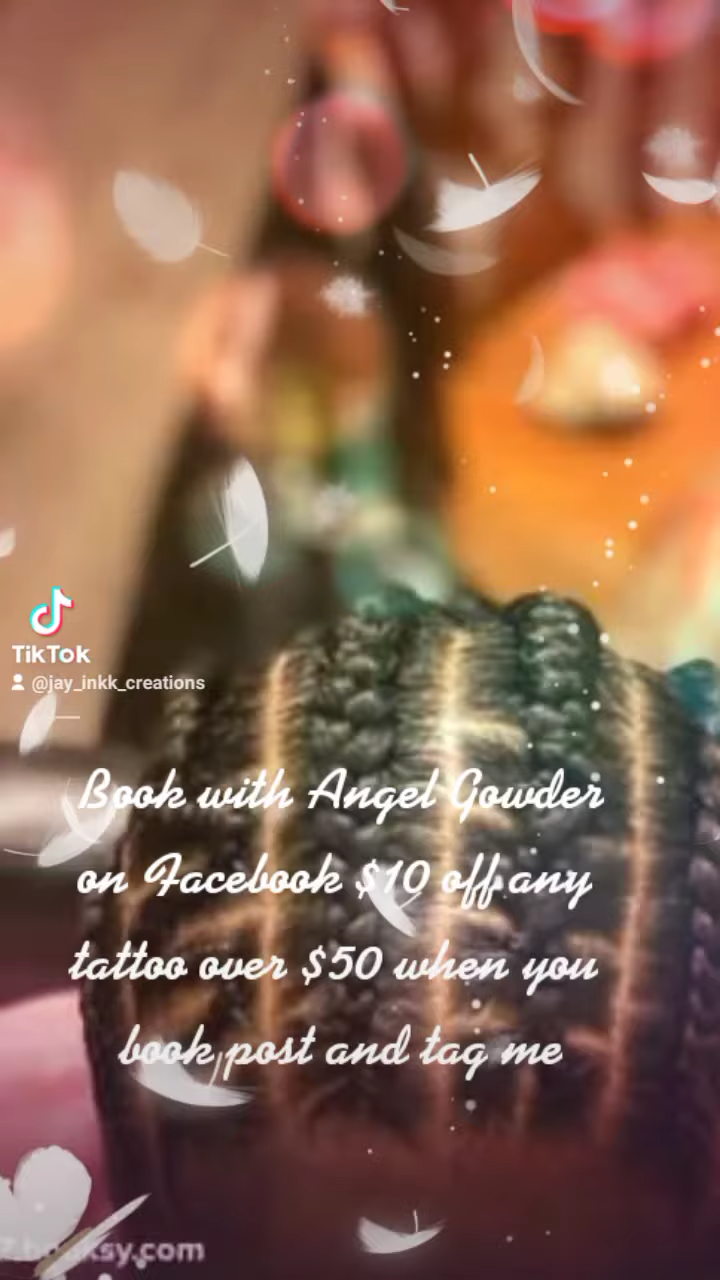 TikTok
@jay_inkk_creations
Book with Angel Gowder
on Facebook $10 off any
tattoo over $50 when you
book post and tag me